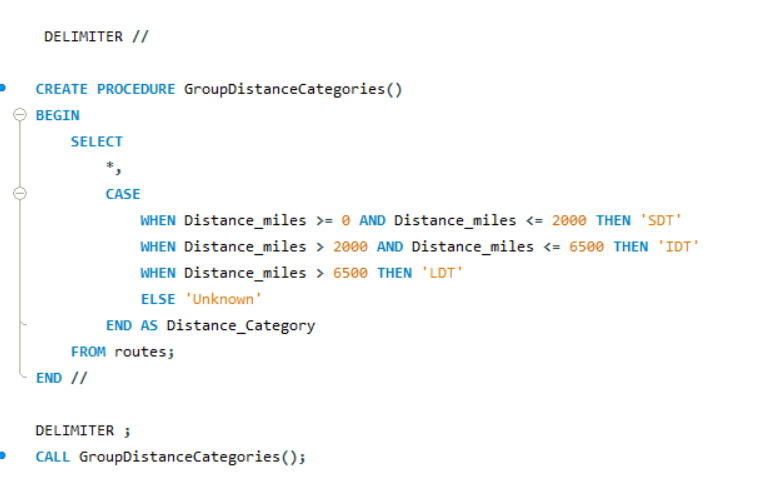 DELIMITER //
CREATE PROCEDURE GroupDistanceCategories()
BEGIN
SELECT
*,
CASE
WHEN Distance_miles >= 0 AND Distance_miles <= 2000 THEN 'SDT'
WHEN Distance_miles > 2000 AND Distance_miles <= 6500 THEN 'IDT'
WHEN Distance_miles > 6500 THEN 'LDT'
ELSE 'Unknown'
END AS Distance_Category
FROM routes;
END //
DELIMITER ;
CALL GroupDistanceCategories();